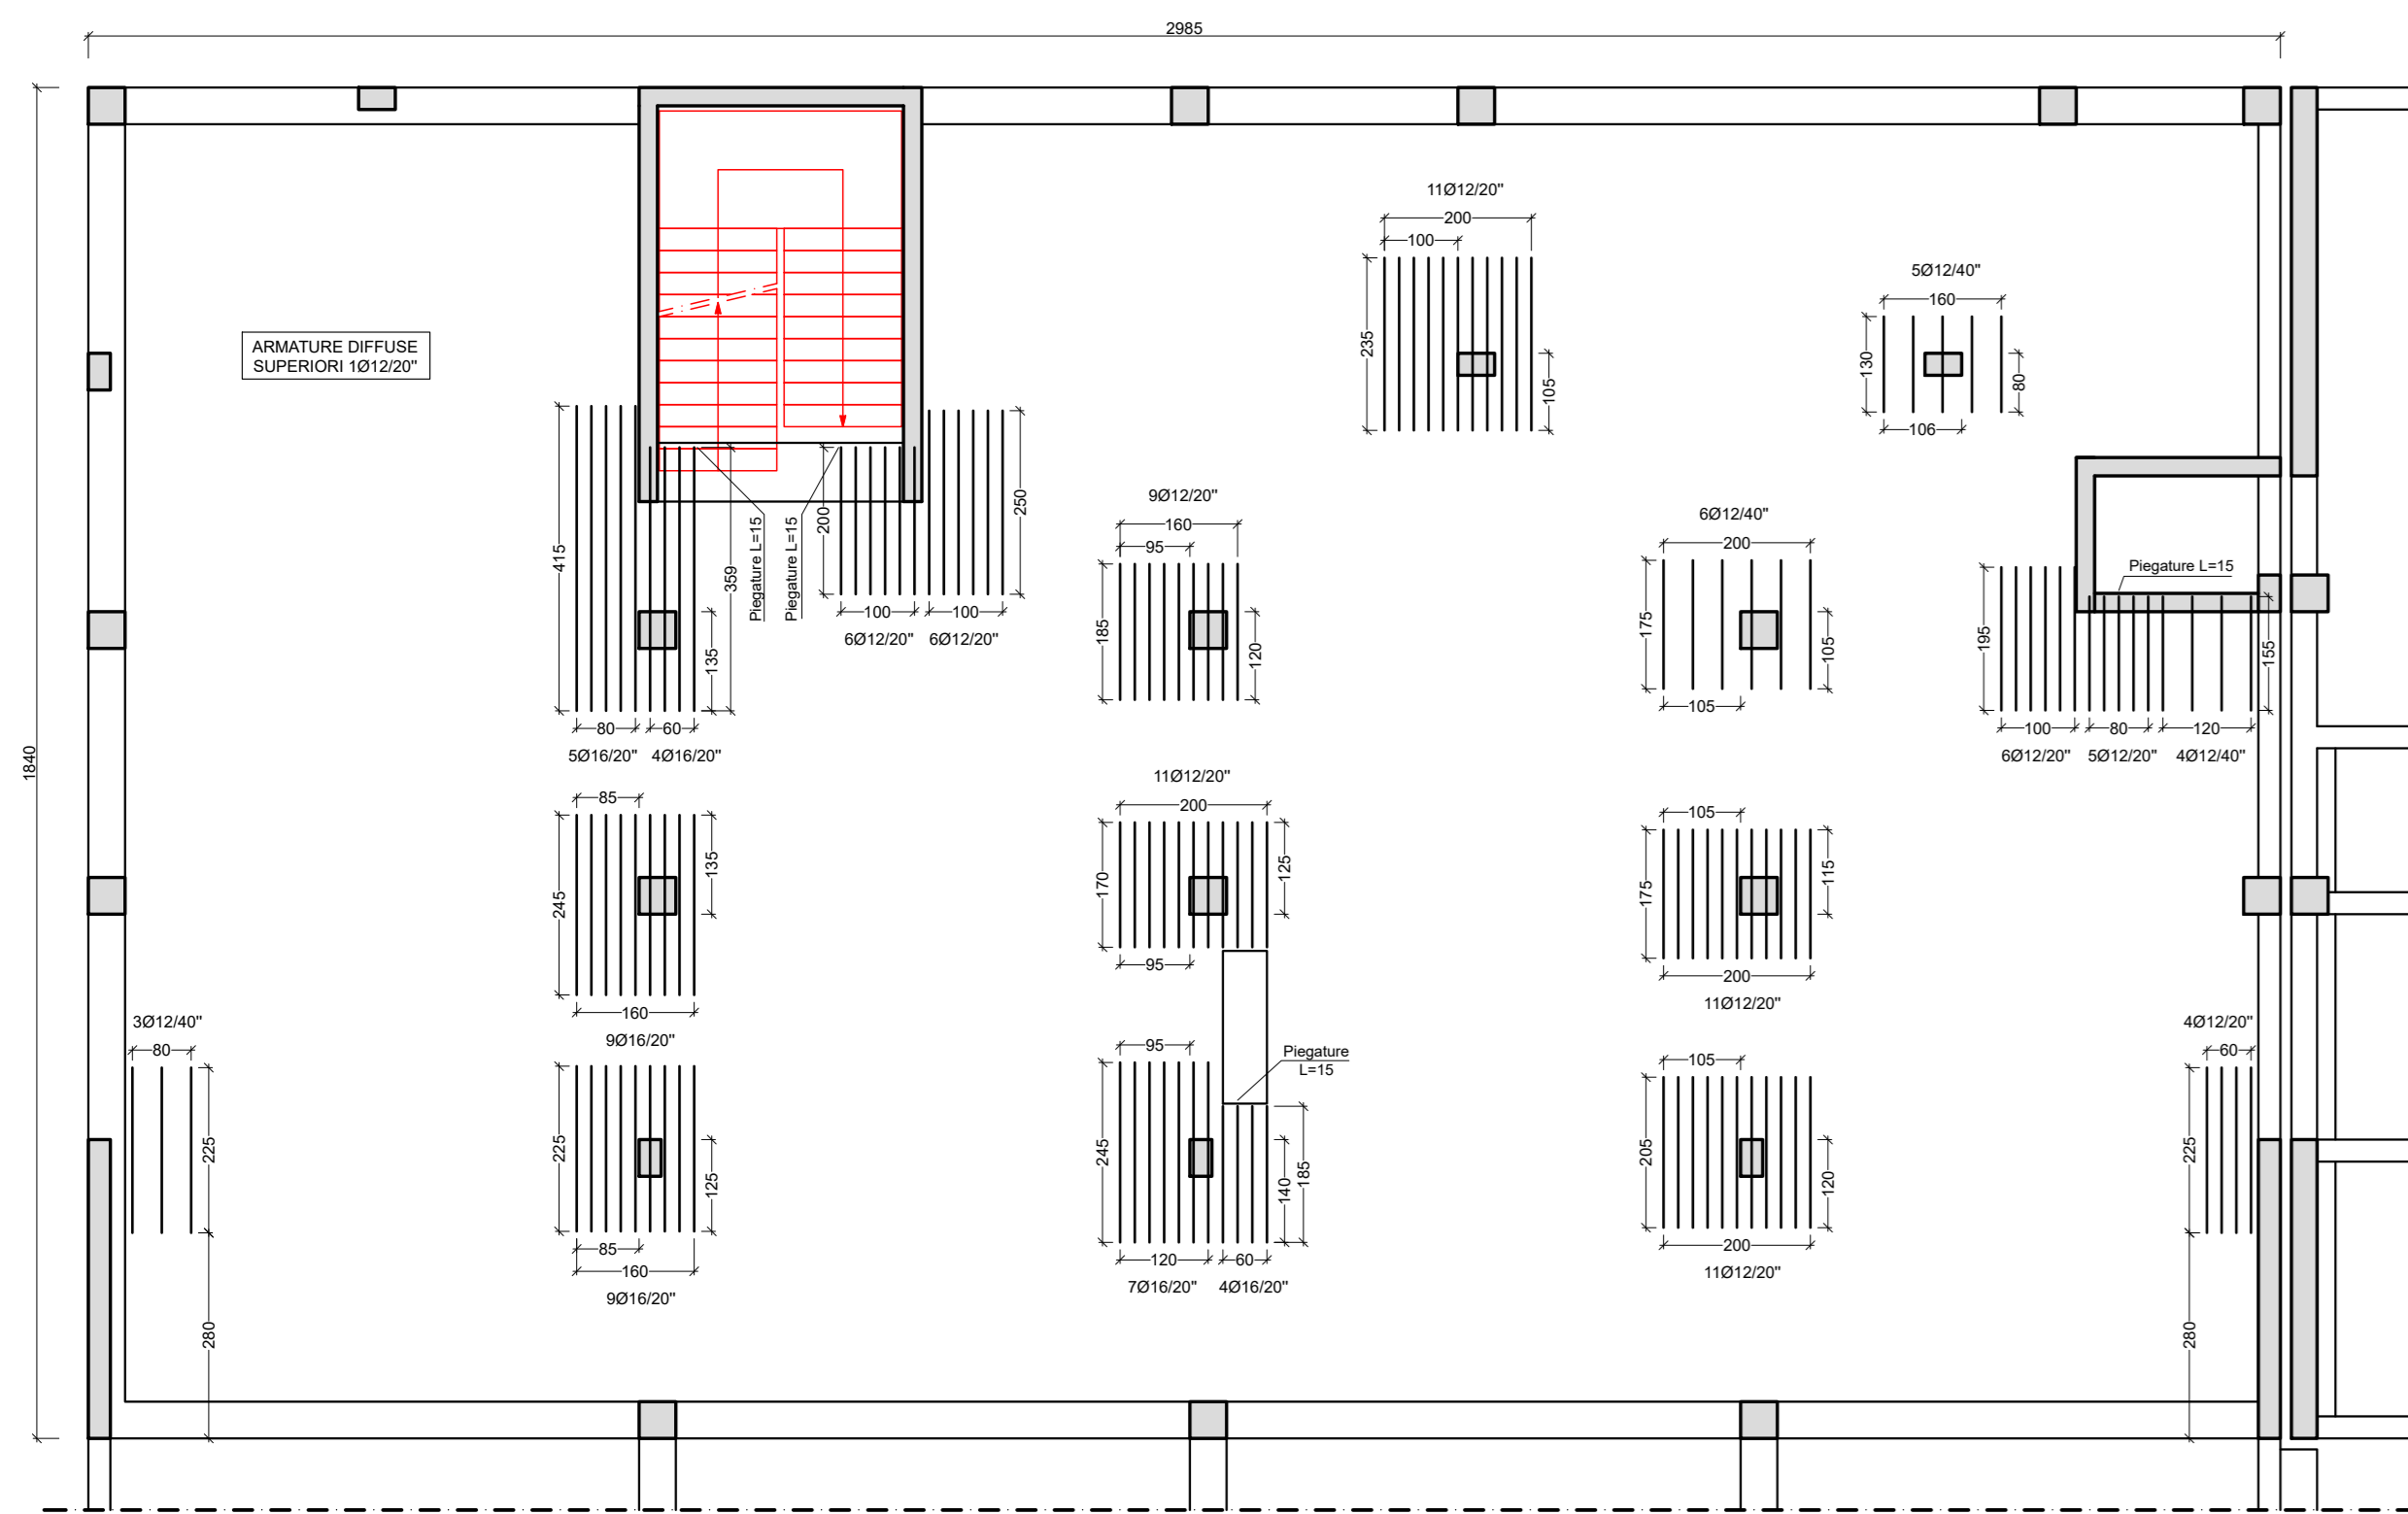 2985
1840
ARMATURE DIFFUSE
SUPERIORI 1Ø12/20"
11Ø12/20"
200
100
235
105
5Ø12/40"
160
130
80
106
415
359
135
80
60
5Ø16/20"
4Ø16/20"
Piegature L=15
Piegature L=15
200
250
100
100
6Ø12/20"
6Ø12/20"
9Ø12/20"
160
95
185
120
6Ø12/40"
200
175
105
105
Piegature L=15
195
155
100
80
120
6Ø12/20"
5Ø12/20"
4Ø12/40"
85
245
135
160
9Ø16/20"
11Ø12/20"
200
170
125
95
105
175
115
200
11Ø12/20"
3Ø12/40"
80
225
280
225
125
85
160
9Ø16/20"
95
Piegature
L=15
245
140
185
120
60
7Ø16/20"
4Ø16/20"
105
205
120
200
11Ø12/20"
4Ø12/20"
60
225
280